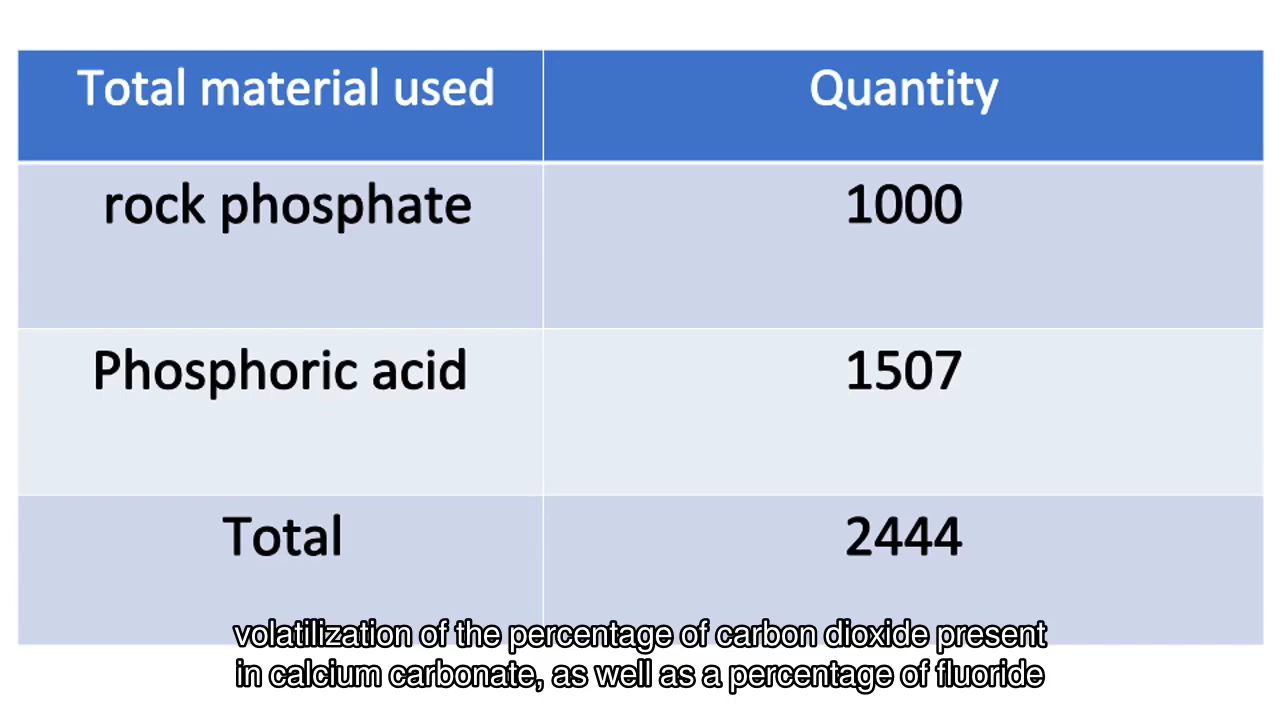 Total material used Quantity
rock phosphate 1000
Phosphoric acid 1507
Total 2444
volatilization of the percentage of carbon dioxide present
in calcium carbonate, as well as a percentage of fluoride